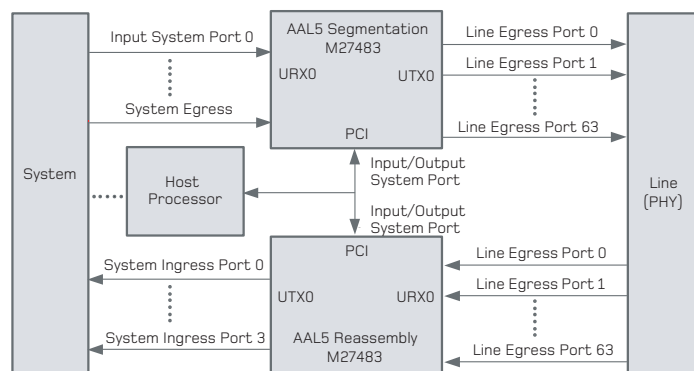 Input System Port 0
System Egress
AAL5 Segmentation
M27483
URX0
UTX0
PCI
Line Egress Port 0
Line Egress Port 1
Line Egress Port 63
System
Host
Processor
Input/Output
System Port
Input/Output
System Port
Line
(PHY)
System Ingress Port 0
System Ingress Port 3
PCI
UTX0
URX0
AAL5 Reassembly
M27483
Line Egress Port 0
Line Egress Port 1
Line Egress Port 63